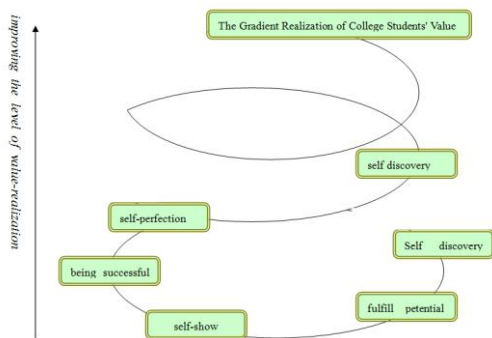 The Gradient Realization of College Students' Value
improving the level of value-realization
self discovery
self-perfection
Self discovery
being successful
fulfill petential
self-show